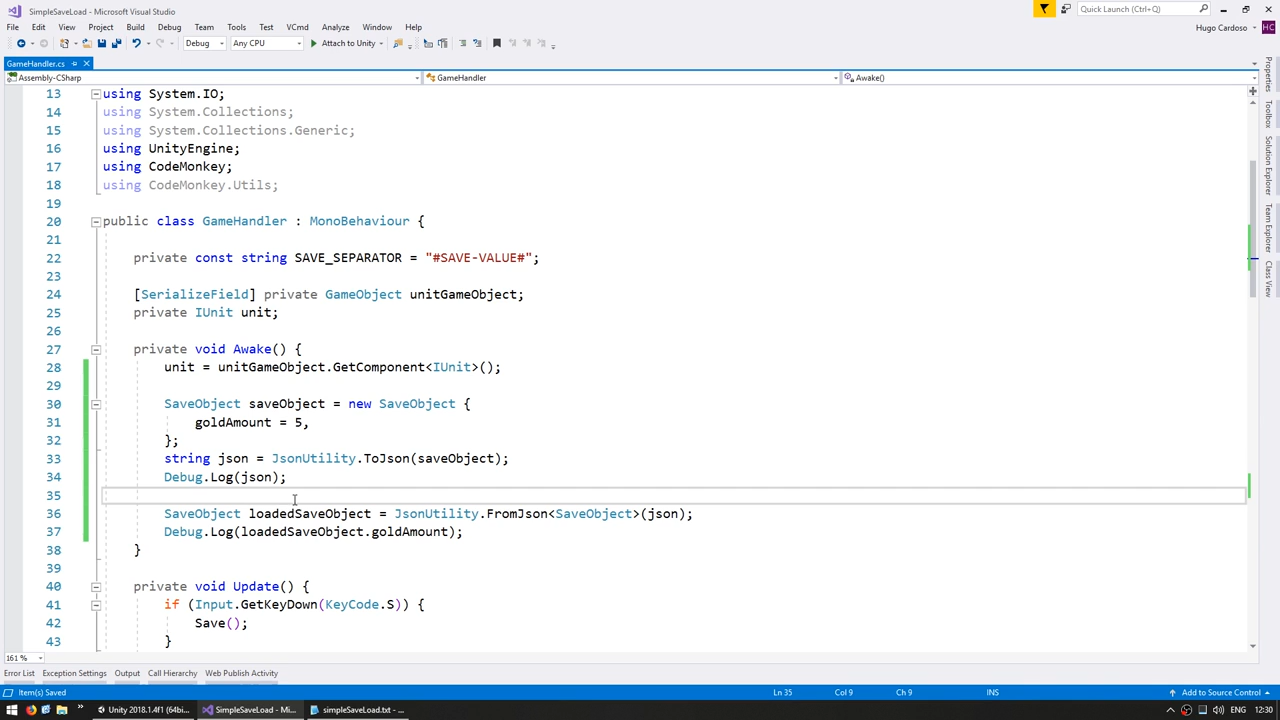 SimpleSaveLoad - Microsoft Visual Studio
Quick Launch (Ctrl+Q)
File Edit View Project Build Debug Team Tools Test VCmd Analyze Window Help
Hugo Cardoso HC
Debug Any CPU Attach to Unity
GameHandler.cs
Assembly-CSharp GameHandler Awake()
13 using System.IO;
14 using System.Collections;
15 using System.Collections.Generic;
16 using UnityEngine;
17 using CodeMonkey;
18 using CodeMonkey.Utils;
19
20 public class GameHandler : MonoBehaviour {
21
22 private const string SAVE_SEPARATOR = "#SAVE-VALUE#";
23
24 [SerializeField] private GameObject unitGameObject;
25 private IUnit unit;
26
27 private void Awake() {
28 unit = unitGameObject.GetComponent<IUnit>();
29
30 SaveObject saveObject = new SaveObject {
31 goldAmount = 5,
32 };
33 string json = JsonUtility.ToJson(saveObject);
34 Debug.Log(json);
35
36 SaveObject loadedSaveObject = JsonUtility.FromJson<SaveObject>(json);
37 Debug.Log(loadedSaveObject.goldAmount);
38 }
39
40 private void Update() {
41 if (Input.GetKeyDown(KeyCode.S)) {
42 Save();
43 }
Properties
Toolbox
Solution Explorer
Team Explorer
Class View
161 %
Error List Exception Settings Output Call Hierarchy Web Publish Activity
Item(s) Saved Ln 35 Col 9 Ch 9 INS Add to Source Control
Unity 2018.1.4f1 (64bi... SimpleSaveLoad - Mi... simpleSaveLoad.txt - ... ENG 12:30